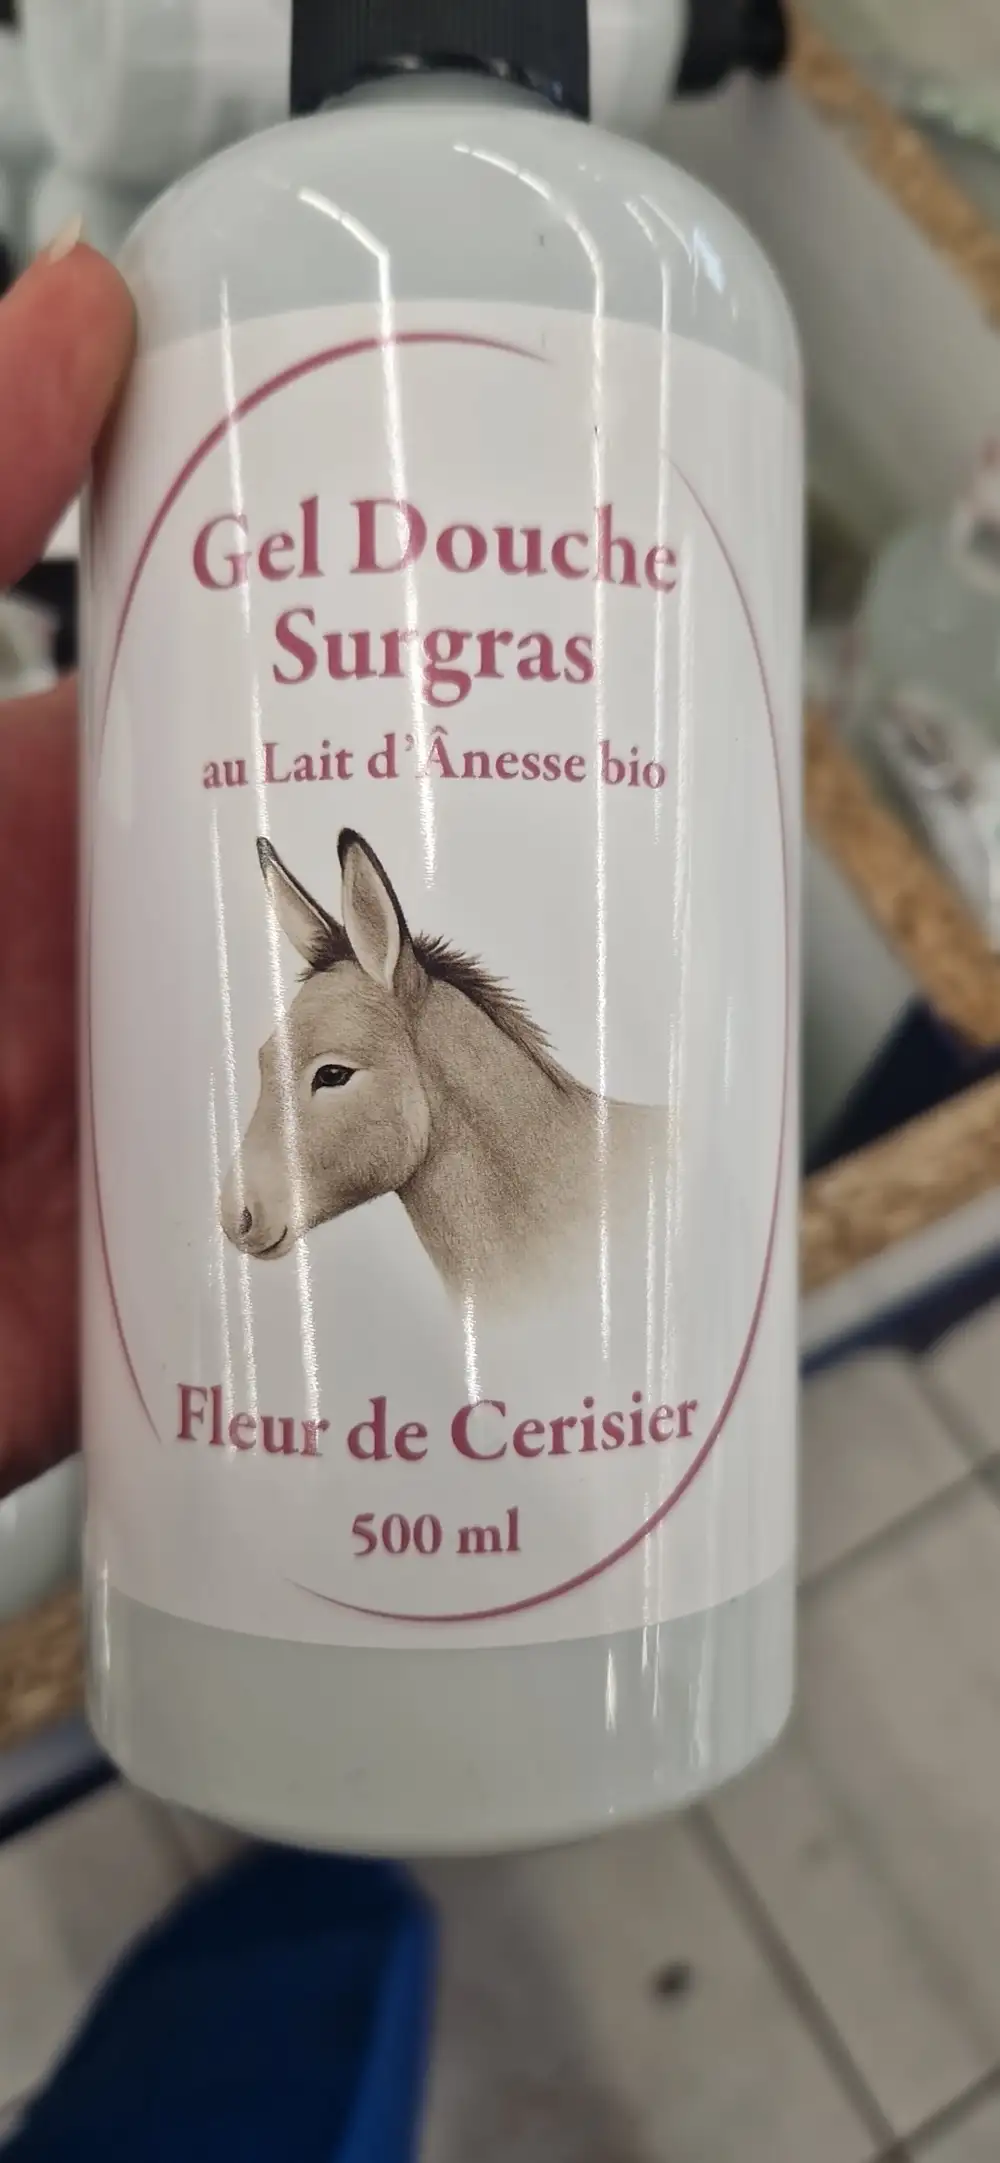 Gel Douche
Surgras
au Lait d'Ânesse bio
Fleur de Cerisier
500 ml